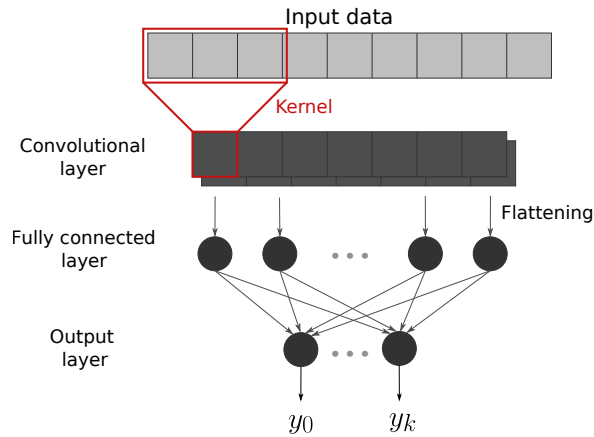 Input data
Kernel
Convolutional
layer
Flattening
Fully connected
layer
Output
layer
y0 yk